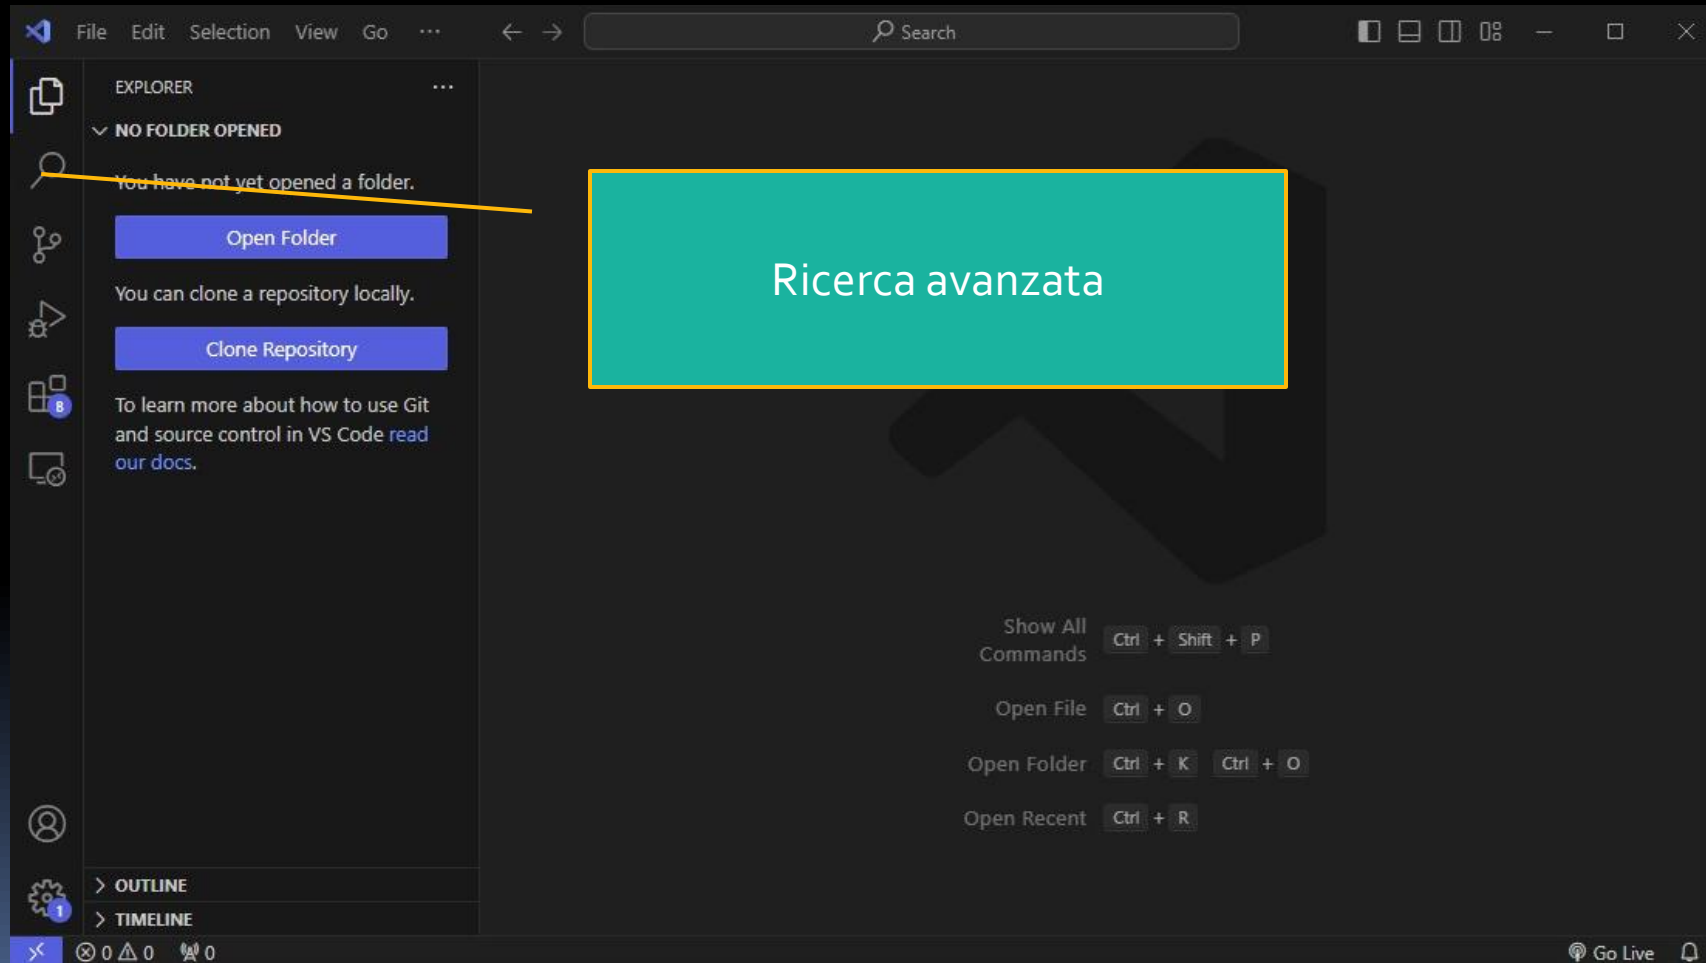 File Edit Selection View Go ···
Search
EXPLORER ···
NO FOLDER OPENED
You have not yet opened a folder.
Open Folder
You can clone a repository locally.
Clone Repository
To learn more about how to use Git
and source control in VS Code read
our docs.
8
Ricerca avanzata
Show All
Commands Ctrl + Shift + P
Open File Ctrl + O
Open Folder Ctrl + K Ctrl + O
Open Recent Ctrl + R
OUTLINE
1
TIMELINE
0 0 0 Go Live